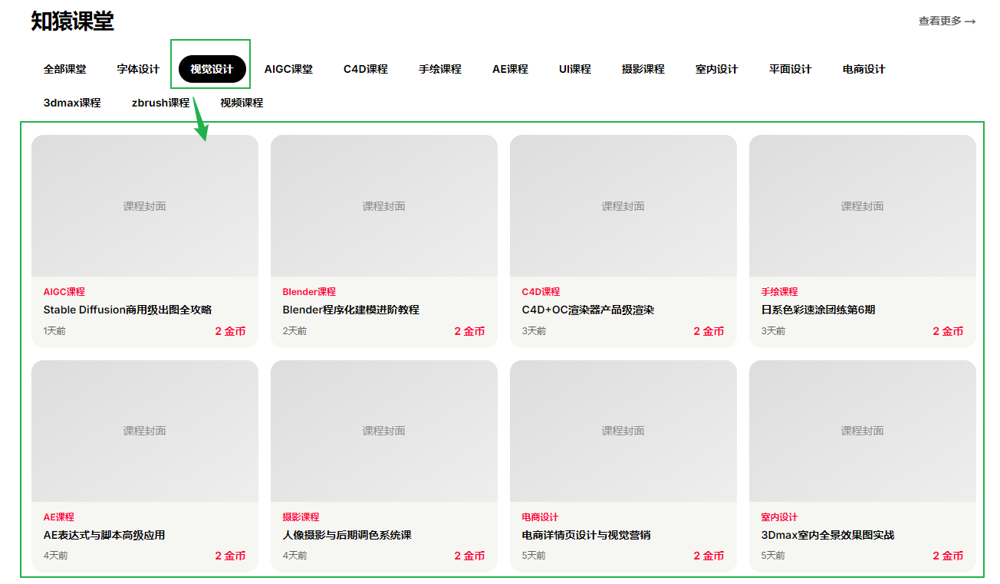 知猿课堂
查看更多 →
全部课堂 字体设计 视觉设计 AIGC课堂 C4D课程 手绘课程 AE课程 UI课程 摄影课程 室内设计 平面设计 电商设计
3dmax课程 zbrush课程 视频课程
课程封面 课程封面 课程封面 课程封面
AIGC课程 Blender课程 C4D课程 手绘课程
Stable Diffusion商用级出图全攻略 Blender程序化建模进阶教程 C4D+OC渲染器产品级渲染 日系色彩速涂团练第6期
1天前 2 金币 2天前 2 金币 3天前 2 金币 3天前 2 金币
课程封面 课程封面 课程封面 课程封面
AE课程 摄影课程 电商设计 室内设计
AE表达式与脚本高级应用 人像摄影与后期调色系统课 电商详情页设计与视觉营销 3Dmax室内全景效果图实战
4天前 2 金币 4天前 2 金币 5天前 2 金币 5天前 2 金币